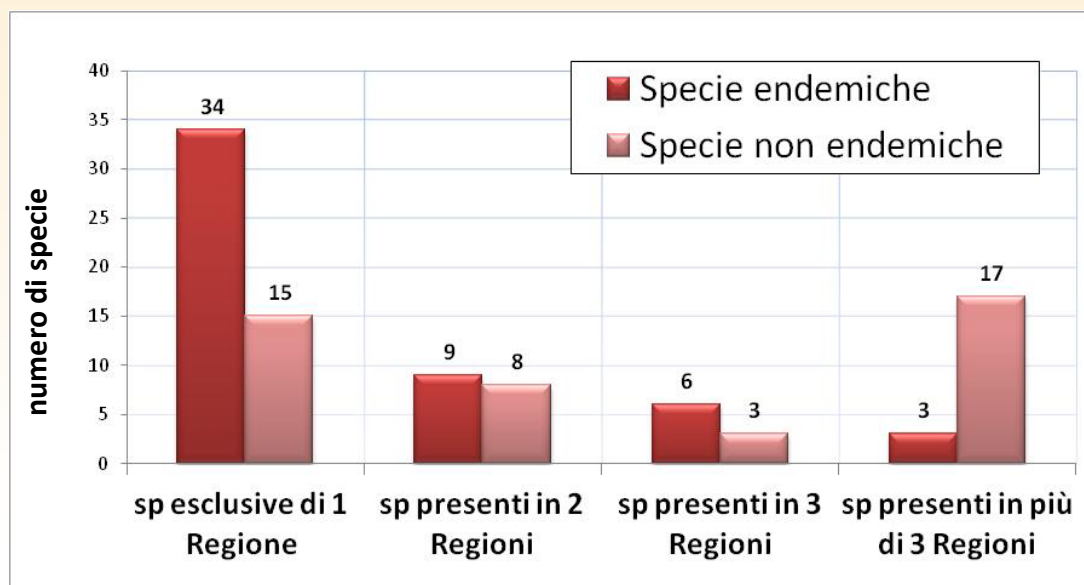 numero di specie
40
35
30
25
20
15
10
5
0
34
15
9
8
6
3
3
17
Specie endemiche
Specie non endemiche
sp esclusive di 1
Regione
sp presenti in 2
Regioni
sp presenti in 3
Regioni
sp presenti in più
di 3 Regioni